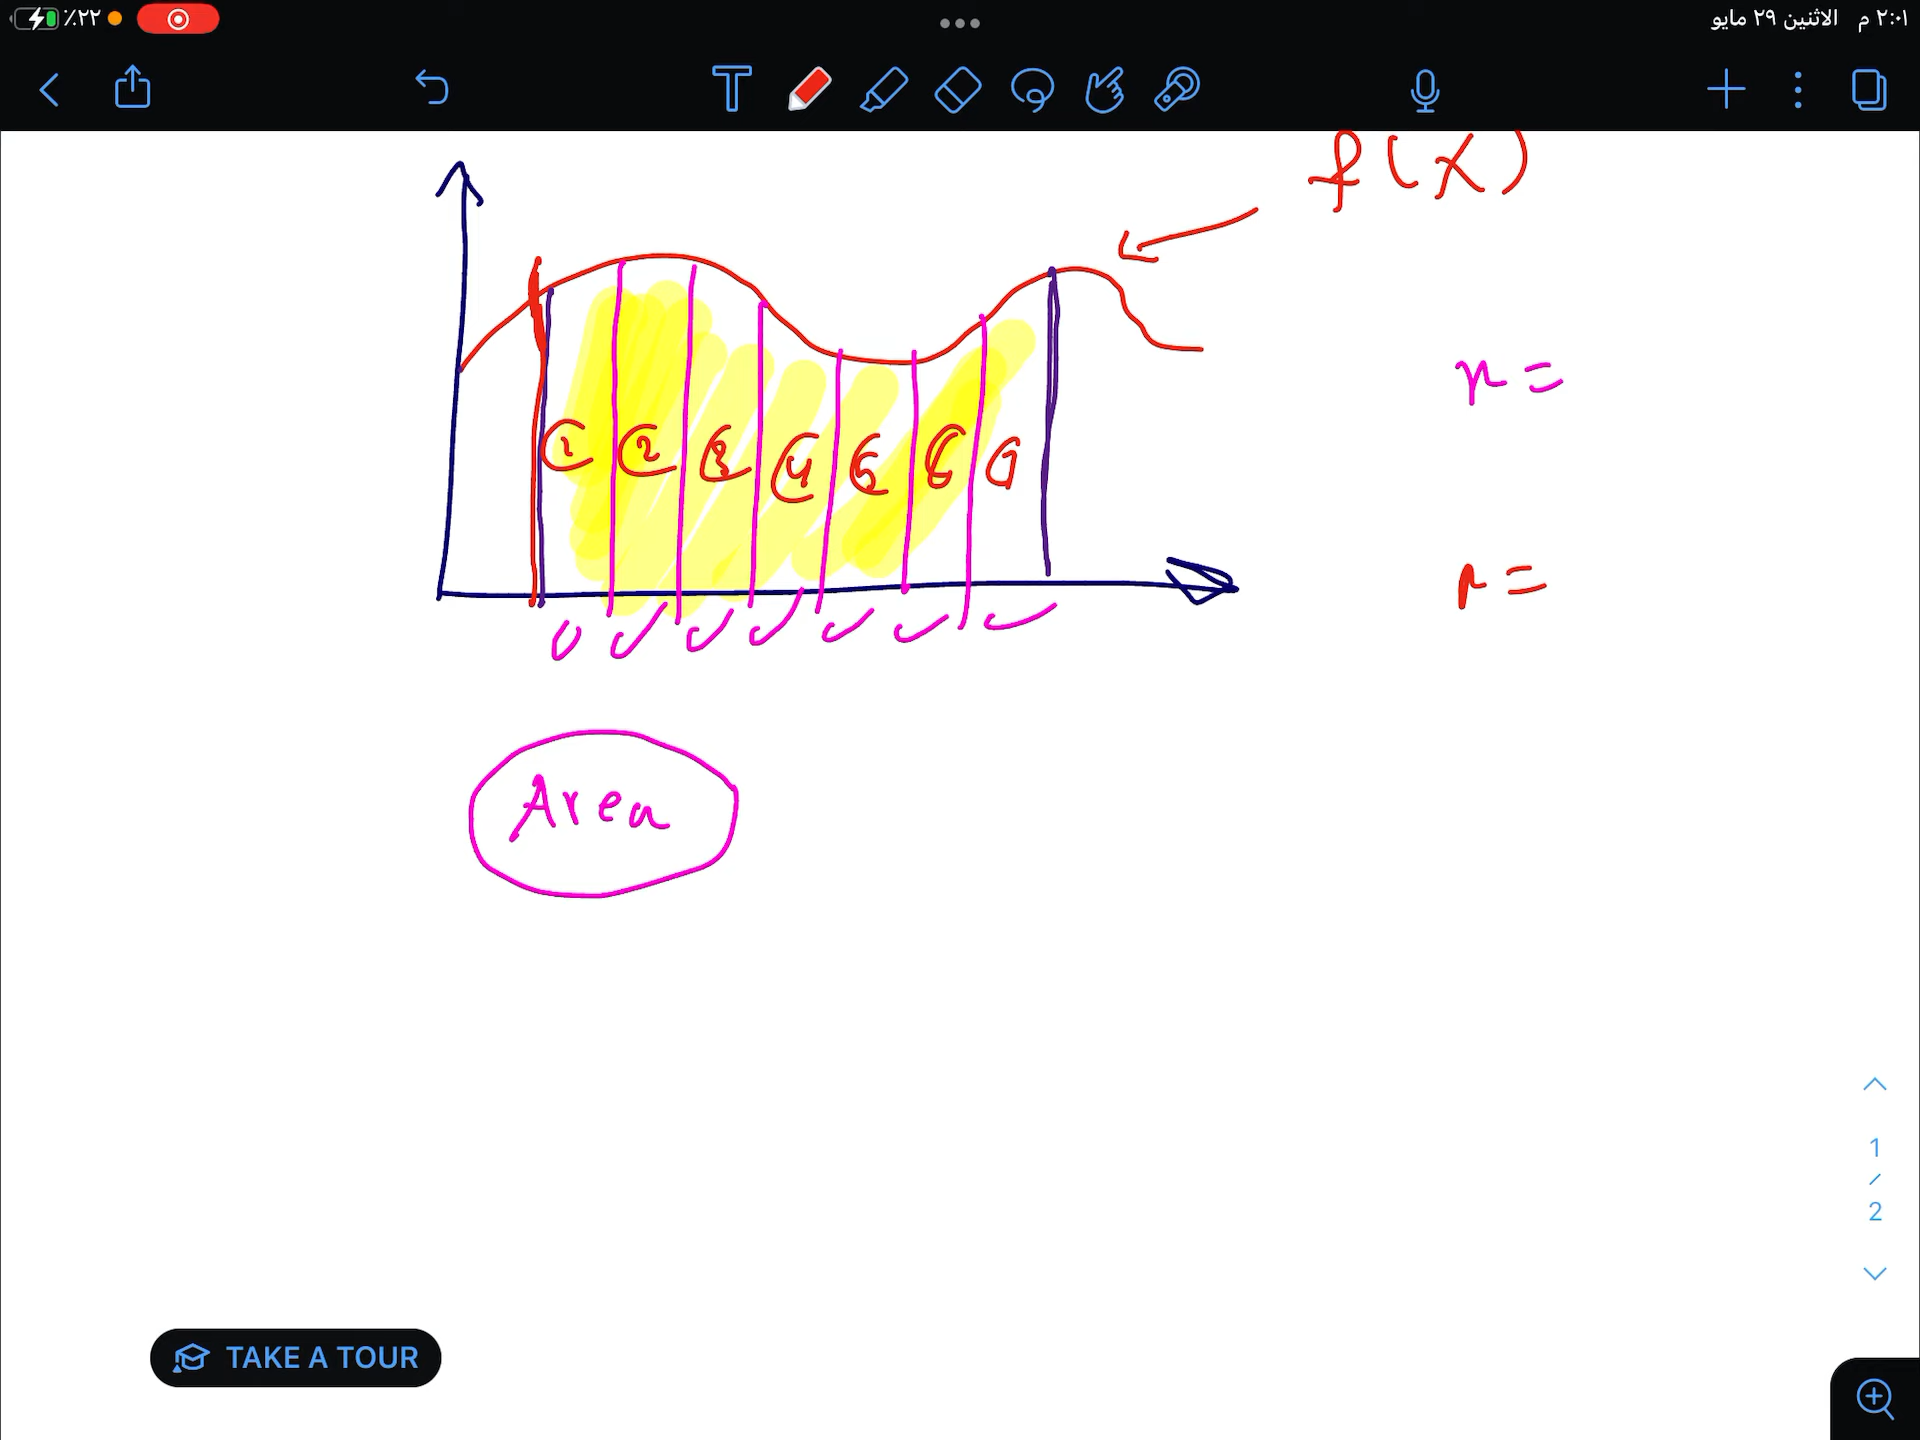 ٪٢٢
٢:٠١ م الاثنين ٢٩ مايو
T
f(x)
n =
1 2 3 4 5 6 7
n =
Area
1
/
2
TAKE A TOUR